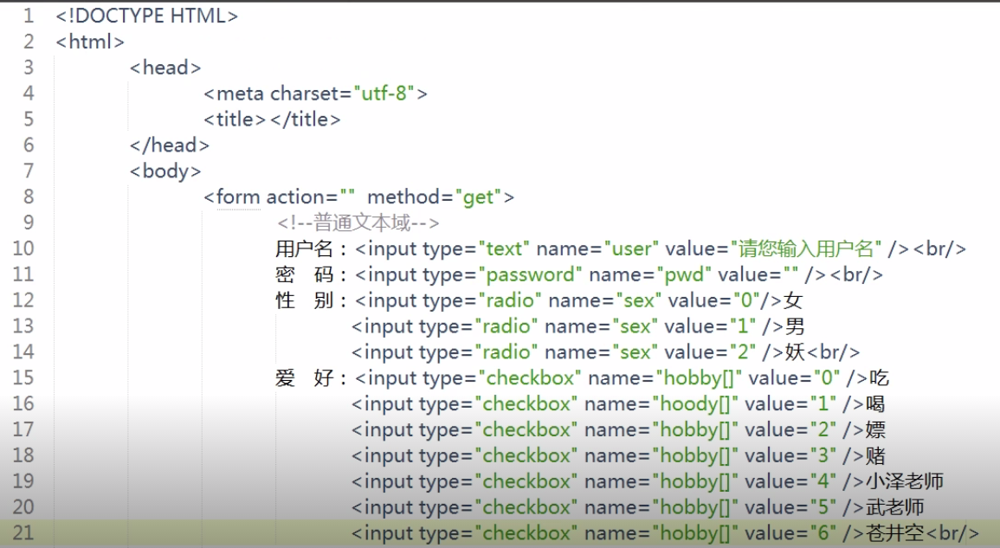 1 <!DOCTYPE HTML>
2 <html>
3 <head>
4 <meta charset="utf-8">
5 <title></title>
6 </head>
7 <body>
8 <form action="" method="get">
9 <!--普通文本域-->
10 用户名：<input type="text" name="user" value="请您输入用户名" /><br/>
11 密 码：<input type="password" name="pwd" value="" /><br/>
12 性 别：<input type="radio" name="sex" value="0"/>女
13 <input type="radio" name="sex" value="1" />男
14 <input type="radio" name="sex" value="2" />妖<br/>
15 爱 好：<input type="checkbox" name="hobby[]" value="0" />吃
16 <input type="checkbox" name="hoody[]" value="1" />喝
17 <input type="checkbox" name="hobby[]" value="2" />嫖
18 <input type="checkbox" name="hobby[]" value="3" />赌
19 <input type="checkbox" name="hobby[]" value="4" />小泽老师
20 <input type="checkbox" name="hobby[]" value="5" />武老师
21 <input type="checkbox" name="hobby[]" value="6" />苍井空<br/>